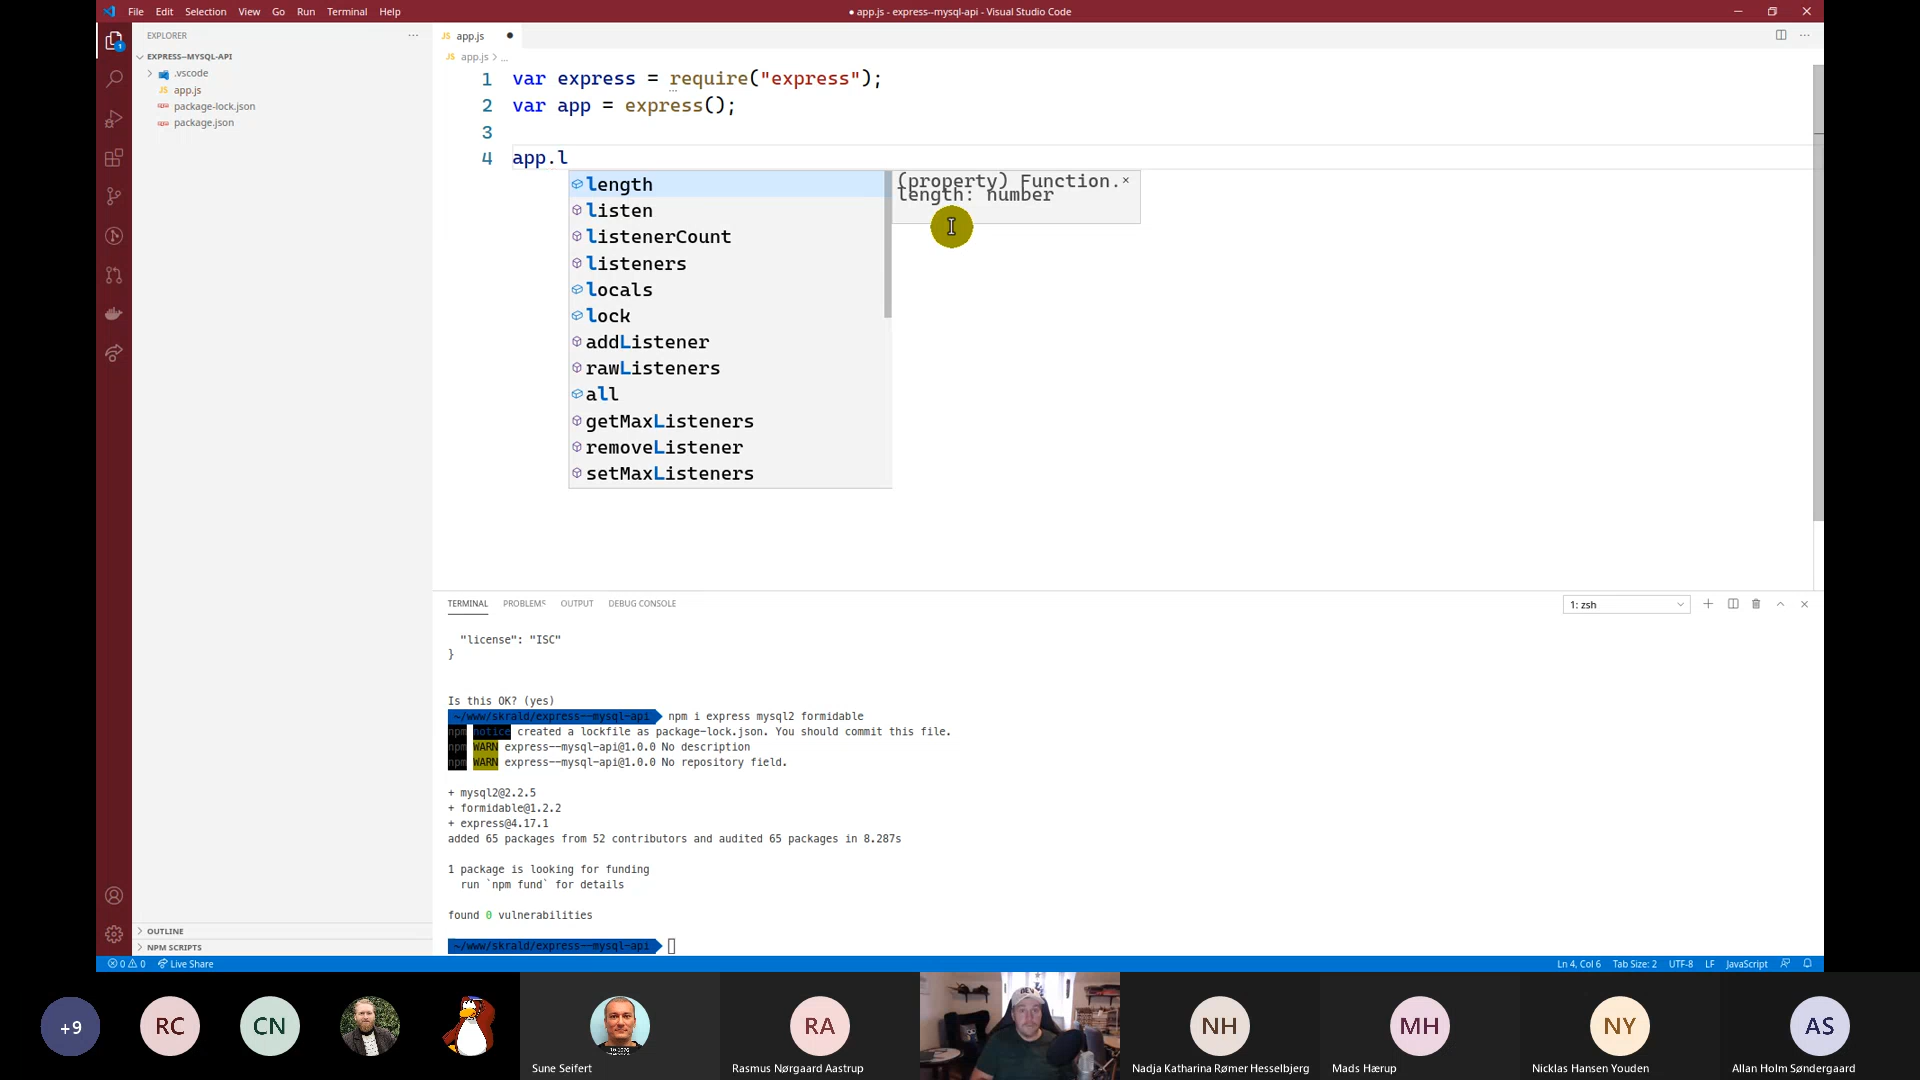 File Edit Selection View Go Run Terminal Help
● app.js - express--mysql-api - Visual Studio Code
EXPLORER
EXPRESS--MYSQL-API
.vscode
JS app.js
package-lock.json
package.json
OUTLINE
NPM SCRIPTS
1
JS app.js ●
JS app.js > ...
1 var express = require("express");
2 var app = express();
3
4 app.l
length
listen
listenerCount
listeners
locals
lock
addListener
rawListeners
all
getMaxListeners
removeListener
setMaxListeners
(property) Function.
length: number
TERMINAL PROBLEMS OUTPUT DEBUG CONSOLE
1: zsh
"license": "ISC"
}
Is this OK? (yes)
~/www/skrald/express--mysql-api npm i express mysql2 formidable
npm notice created a lockfile as package-lock.json. You should commit this file.
npm WARN express--mysql-api@1.0.0 No description
npm WARN express--mysql-api@1.0.0 No repository field.
+ mysql2@2.2.5
+ formidable@1.2.2
+ express@4.17.1
added 65 packages from 52 contributors and audited 65 packages in 8.287s
1 package is looking for funding
run `npm fund` for details
found 0 vulnerabilities
~/www/skrald/express--mysql-api
0 0 Live Share
Ln 4, Col 6 Tab Size: 2 UTF-8 LF JavaScript
+9
RC
CN
Sune Seifert
RA
Rasmus Nørgaard Aastrup
NH
Nadja Katharina Rømer Hesselbjerg
MH
Mads Hærup
NY
Nicklas Hansen Youden
AS
Allan Holm Søndergaard